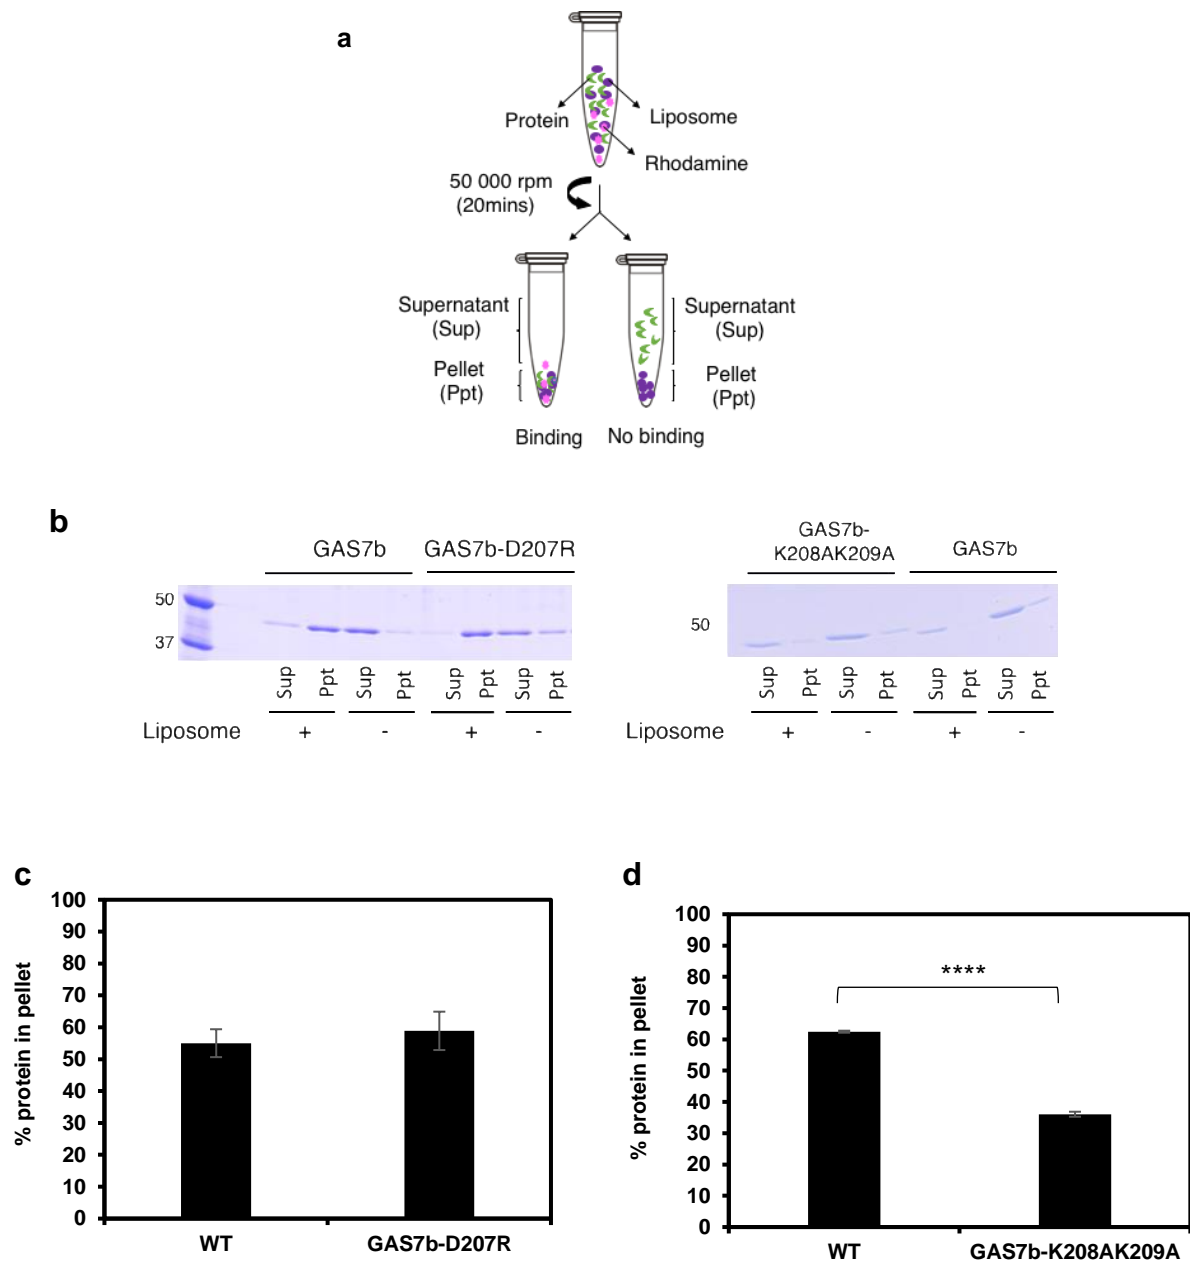 a
Protein
Liposome
Rhodamine
50 000 rpm
(20mins)
Supernatant
(Sup)
Pellet
(Ppt)
Supernatant
(Sup)
Pellet
(Ppt)
Binding
No binding
b
GAS7b
GAS7b-D207R
50
37
Sup Ppt Sup Ppt Sup Ppt Sup Ppt
Liposome + - + -
GAS7b-
K208AK209A
GAS7b
50
Sup Ppt Sup Ppt Sup Ppt Sup Ppt
Liposome + - + -
c
% protein in pellet
100
90
80
70
60
50
40
30
20
10
0
WT
GAS7b-D207R
d
% protein in pellet
100
90
80
70
60
50
40
30
20
10
0
****
WT
GAS7b-K208AK209A